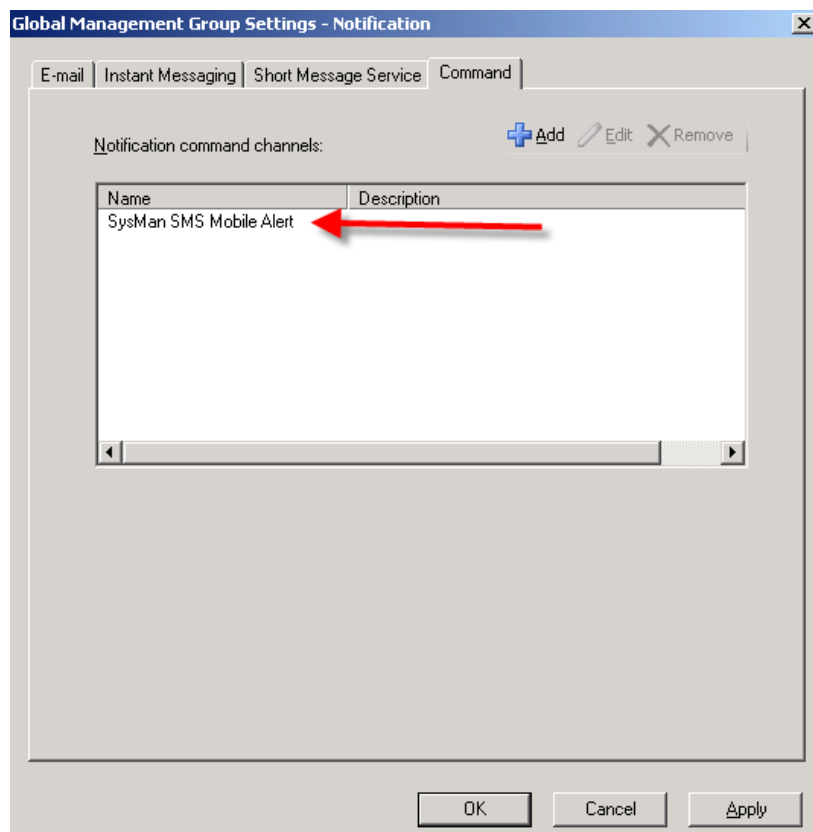 Global Management Group Settings - Notification
E-mail Instant Messaging Short Message Service Command
Notification command channels:
Add Edit Remove
Name Description
SysMan SMS Mobile Alert
OK Cancel Apply